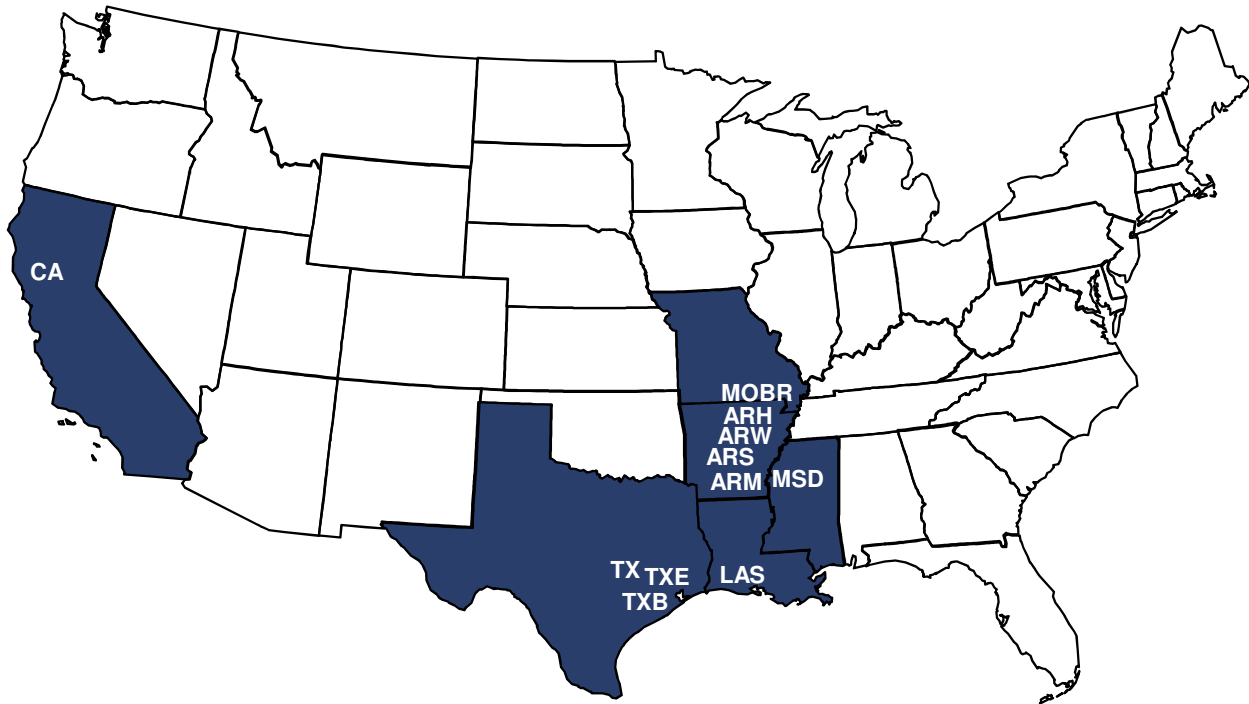 CA
MOBR
ARH
ARW
ARS
ARM MSD
TX TXE LAS
TXB